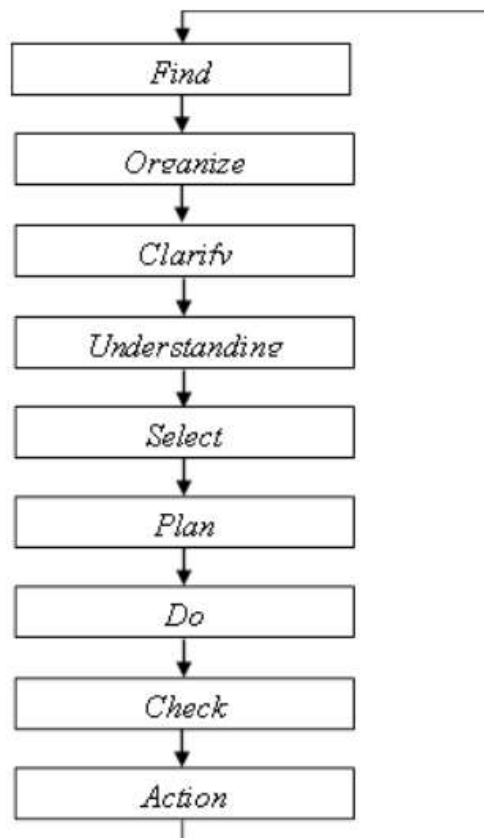 Find
Organize
Clarify
Understanding
Select
Plan
Do
Check
Action